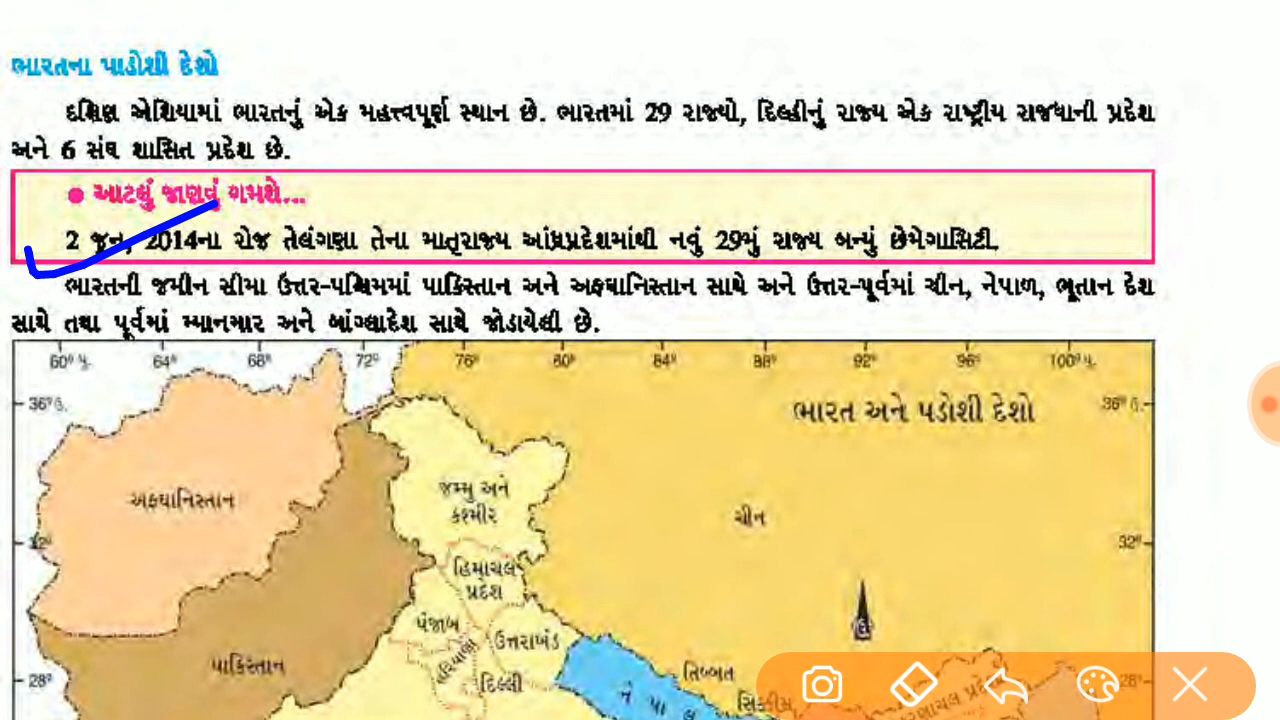 ભારતના પાડોશી દેશો
દક્ષિણ એશિયામાં ભારતનું એક મહત્ત્વપૂર્ણ સ્થાન છે. ભારતમાં 29 રાજ્યો, દિલ્હીનું રાજ્ય એક રાષ્ટ્રીય રાજધાની પ્રદેશ
અને 6 સંઘ શાસિત પ્રદેશ છે.
● આટલું જાણવું ગમશે...
2 જૂન, 2014ના રોજ તેલંગણા તેના માતૃરાજ્ય આંધ્રપ્રદેશમાંથી નવું 29મું રાજ્ય બન્યું છેમેગાસિટી.
ભારતની જમીન સીમા ઉત્તર-પશ્ચિમમાં પાકિસ્તાન અને અફઘાનિસ્તાન સાથે અને ઉત્તર-પૂર્વમાં ચીન, નેપાળ, ભૂતાન દેશ
સાથે તથા પૂર્વમાં મ્યાનમાર અને બાંગ્લાદેશ સાથે જોડાયેલી છે.
60° પૂ. 64° 68° 72° 76° 80° 84° 88° 92° 96° 100° પૂ.
36° ઉ. ભારત અને પડોશી દેશો 36° ઉ.
અફઘાનિસ્તાન
જમ્મુ અને
કશ્મીર
ચીન
32° 32°
હિમાચલ
પ્રદેશ
પંજાબ
ઉત્તરાખંડ
હરિયાણા
ઉ
પાકિસ્તાન
દિલ્લી
તિબ્બત
28° 28°
ને પા લ
સિક્કીમ